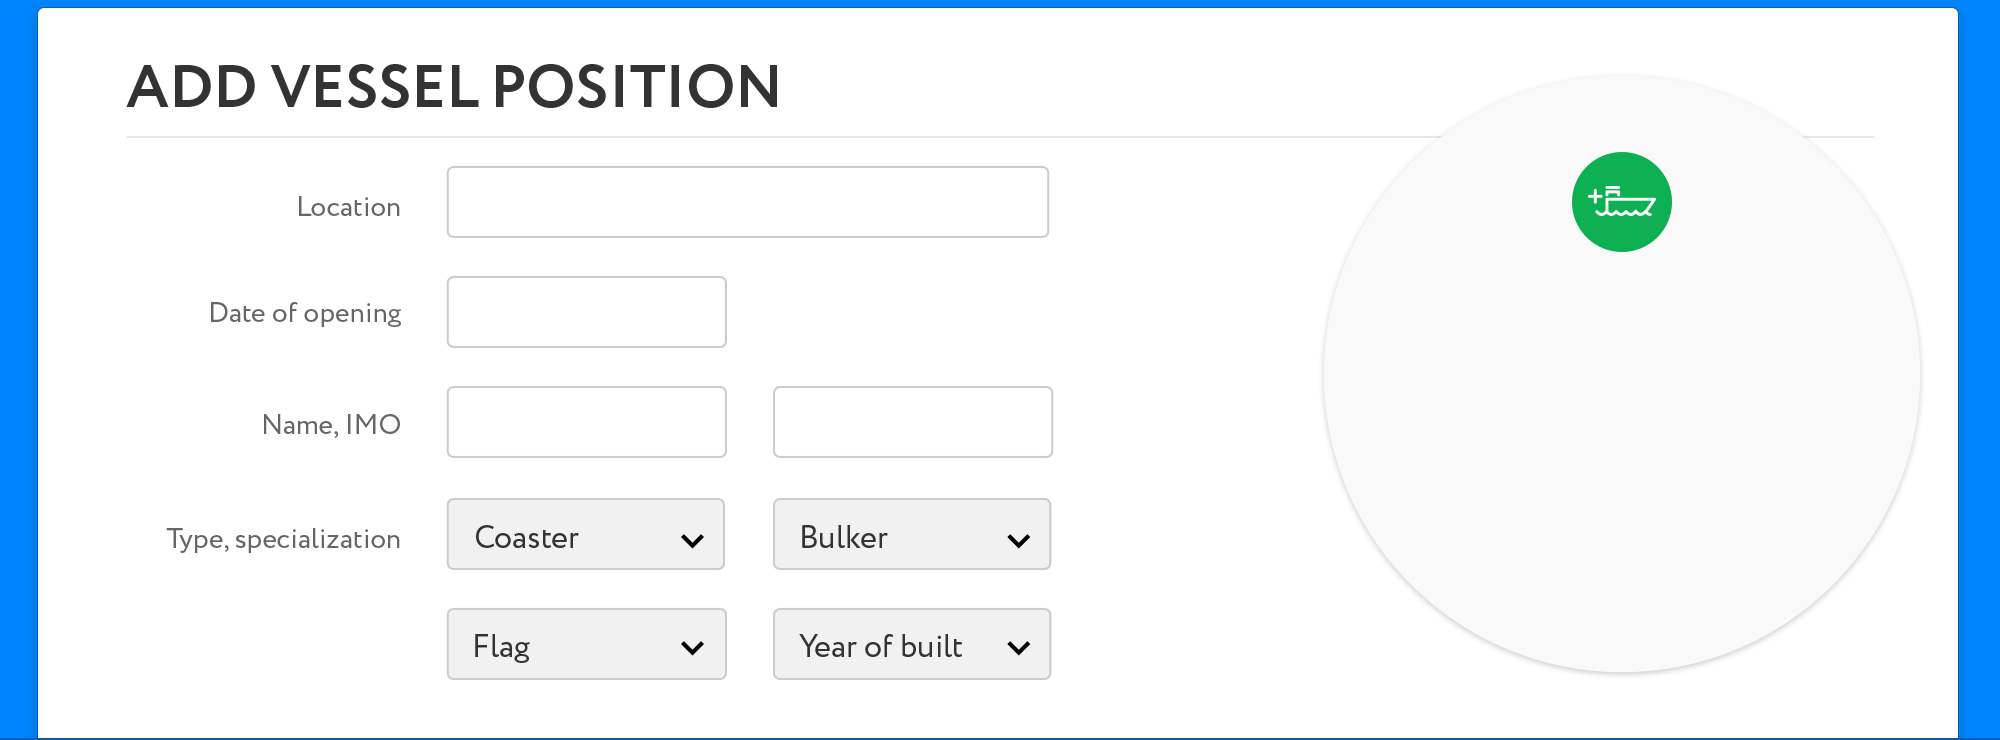 ADD VESSEL POSITION
Location
Date of opening
Name, IMO
Type, specialization Coaster Bulker
Flag Year of built